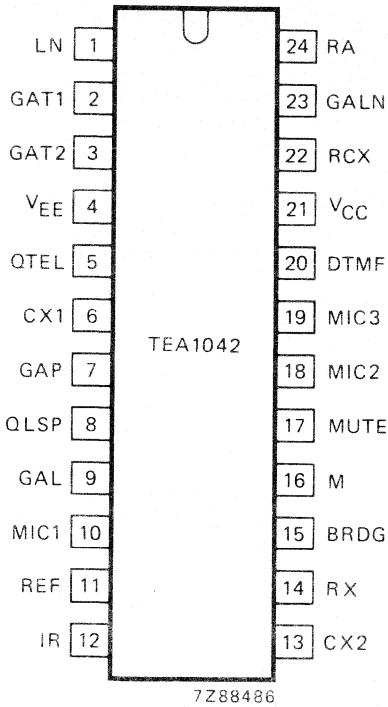 LN 1 24 RA
GAT1 2 23 GALN
GAT2 3 22 RCX
VEE 4 21 VCC
QTEL 5 20 DTMF
CX1 6 19 MIC3
TEA1042
GAP 7 18 MIC2
QLSP 8 17 MUTE
GAL 9 16 M
MIC1 10 15 BRDG
REF 11 14 RX
IR 12 13 CX2
7Z88486